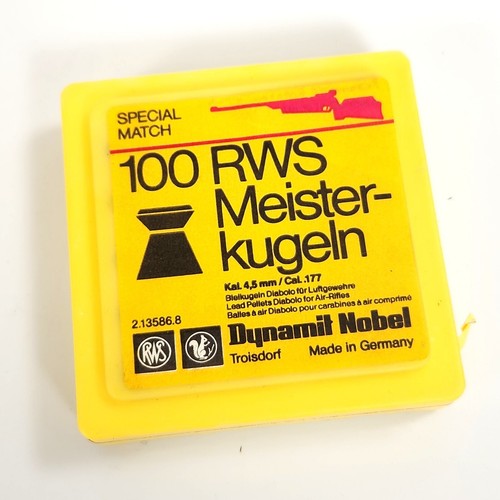 SPECIAL
MATCH
100 RWS
Meister-
kugeln
Kal. 4,5 mm / Cal. .177
Bleikugeln Diabolo für Luftgewehre
Lead Pellets Diabolo for Air-Rifles
Balles à air Diabolo pour carabines à air comprimé
2.13586.8
Dynamit Nobel
RWS
Troisdorf Made in Germany